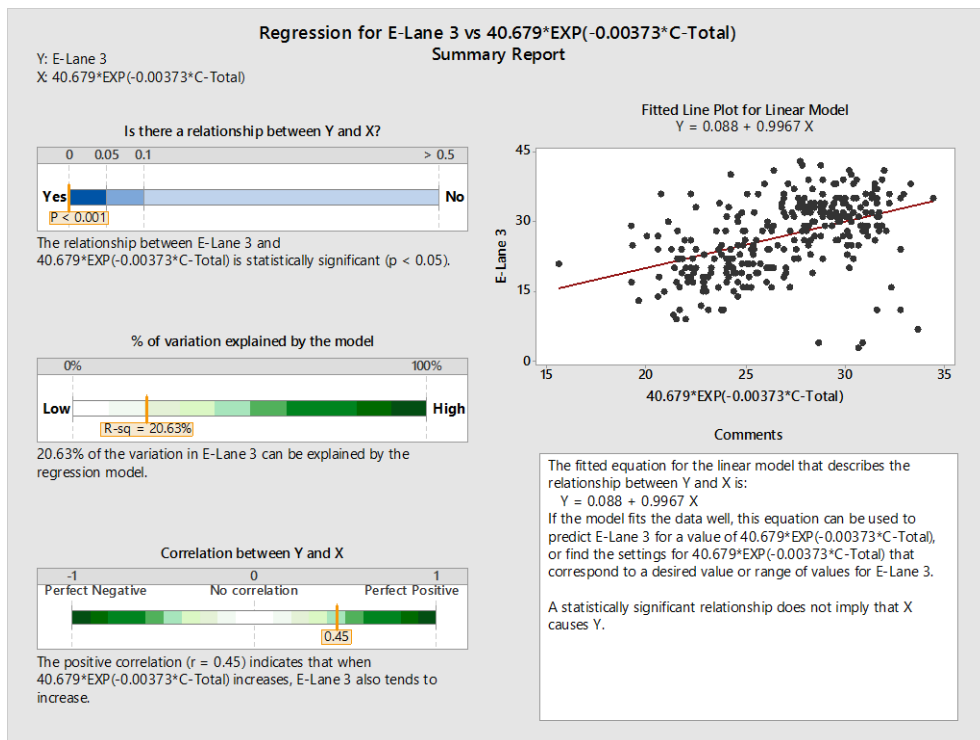 Regression for E-Lane 3 vs 40.679*EXP(-0.00373*C-Total)
Summary Report
Y: E-Lane 3
X: 40.679*EXP(-0.00373*C-Total)
Is there a relationship between Y and X?
0 0.05 0.1 > 0.5
Yes No
P < 0.001
The relationship between E-Lane 3 and
40.679*EXP(-0.00373*C-Total) is statistically significant (p < 0.05).
% of variation explained by the model
0% 100%
Low High
R-sq = 20.63%
20.63% of the variation in E-Lane 3 can be explained by the
regression model.
Correlation between Y and X
-1 0 1
Perfect Negative No correlation Perfect Positive
0.45
The positive correlation (r = 0.45) indicates that when
40.679*EXP(-0.00373*C-Total) increases, E-Lane 3 also tends to
increase.
Fitted Line Plot for Linear Model
Y = 0.088 + 0.9967 X
45
30
15
0
E-Lane 3
15 20 25 30 35
40.679*EXP(-0.00373*C-Total)
Comments
The fitted equation for the linear model that describes the
relationship between Y and X is:
Y = 0.088 + 0.9967 X
If the model fits the data well, this equation can be used to
predict E-Lane 3 for a value of 40.679*EXP(-0.00373*C-Total),
or find the settings for 40.679*EXP(-0.00373*C-Total) that
correspond to a desired value or range of values for E-Lane 3.
A statistically significant relationship does not imply that X
causes Y.